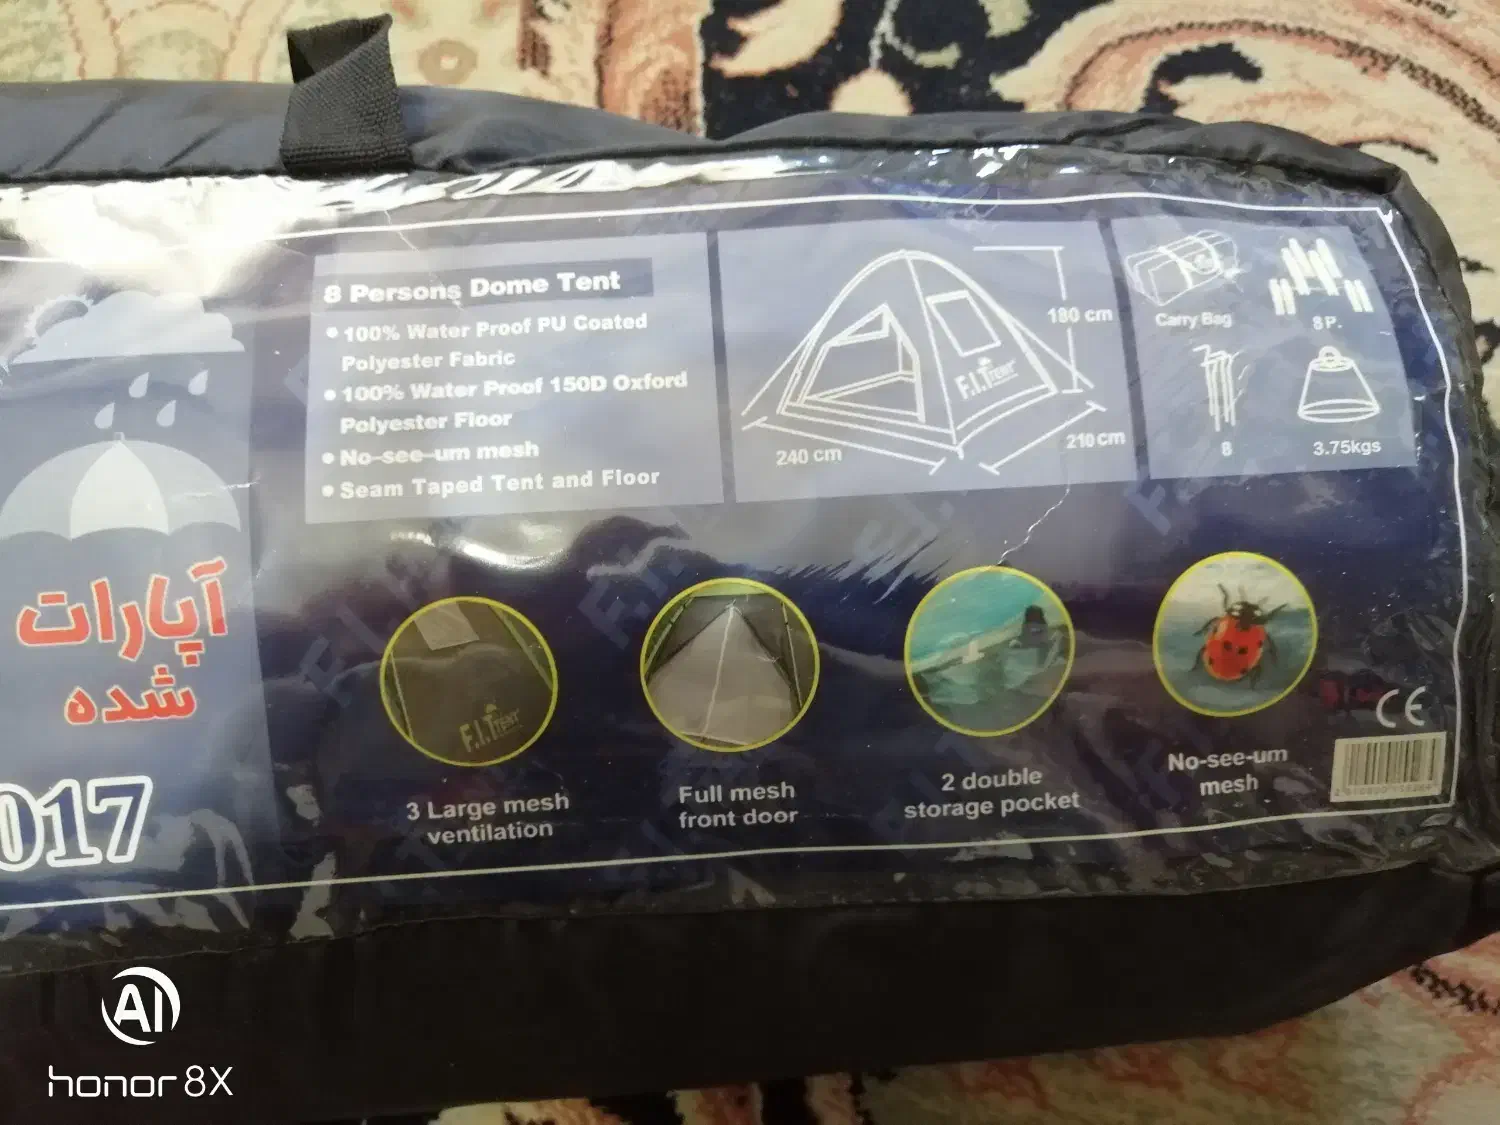 8 Persons Dome Tent
• 100% Water Proof PU Coated
Polyester Fabric
• 100% Water Proof 150D Oxford
Polyester Floor
• No-see-um mesh
• Seam Taped Tent and Floor
180 cm
F.I.T TENT
240 cm
210 cm
Carry Bag
8P.
8
3.75kgs
آپارات
شده
017
F.I.T TENT
3 Large mesh
ventilation
Full mesh
front door
2 double
storage pocket
No-see-um
mesh
CE
AI
honor 8X